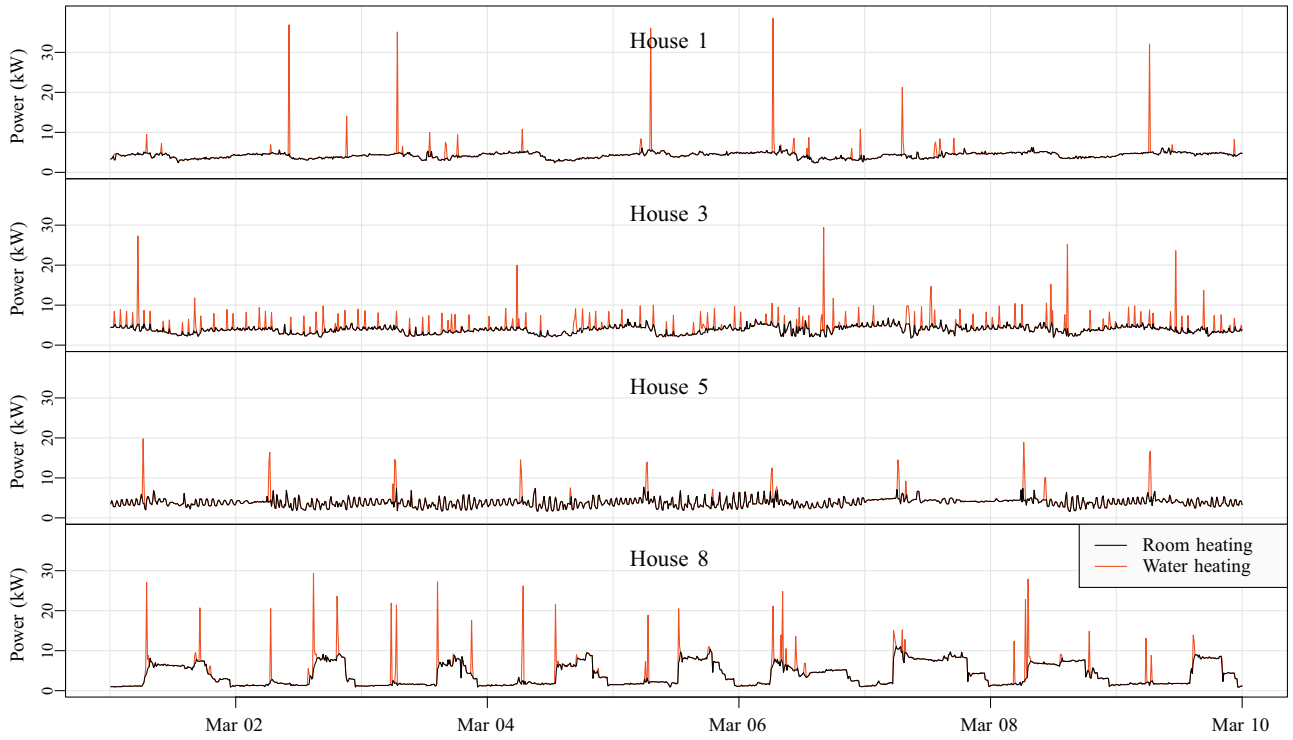 House 1
Power (kW)
0 10 20 30
House 3
Power (kW)
0 10 20 30
House 5
Power (kW)
0 10 20 30
House 8
Power (kW)
0 10 20 30
Room heating
Water heating
Mar 02 Mar 04 Mar 06 Mar 08 Mar 10